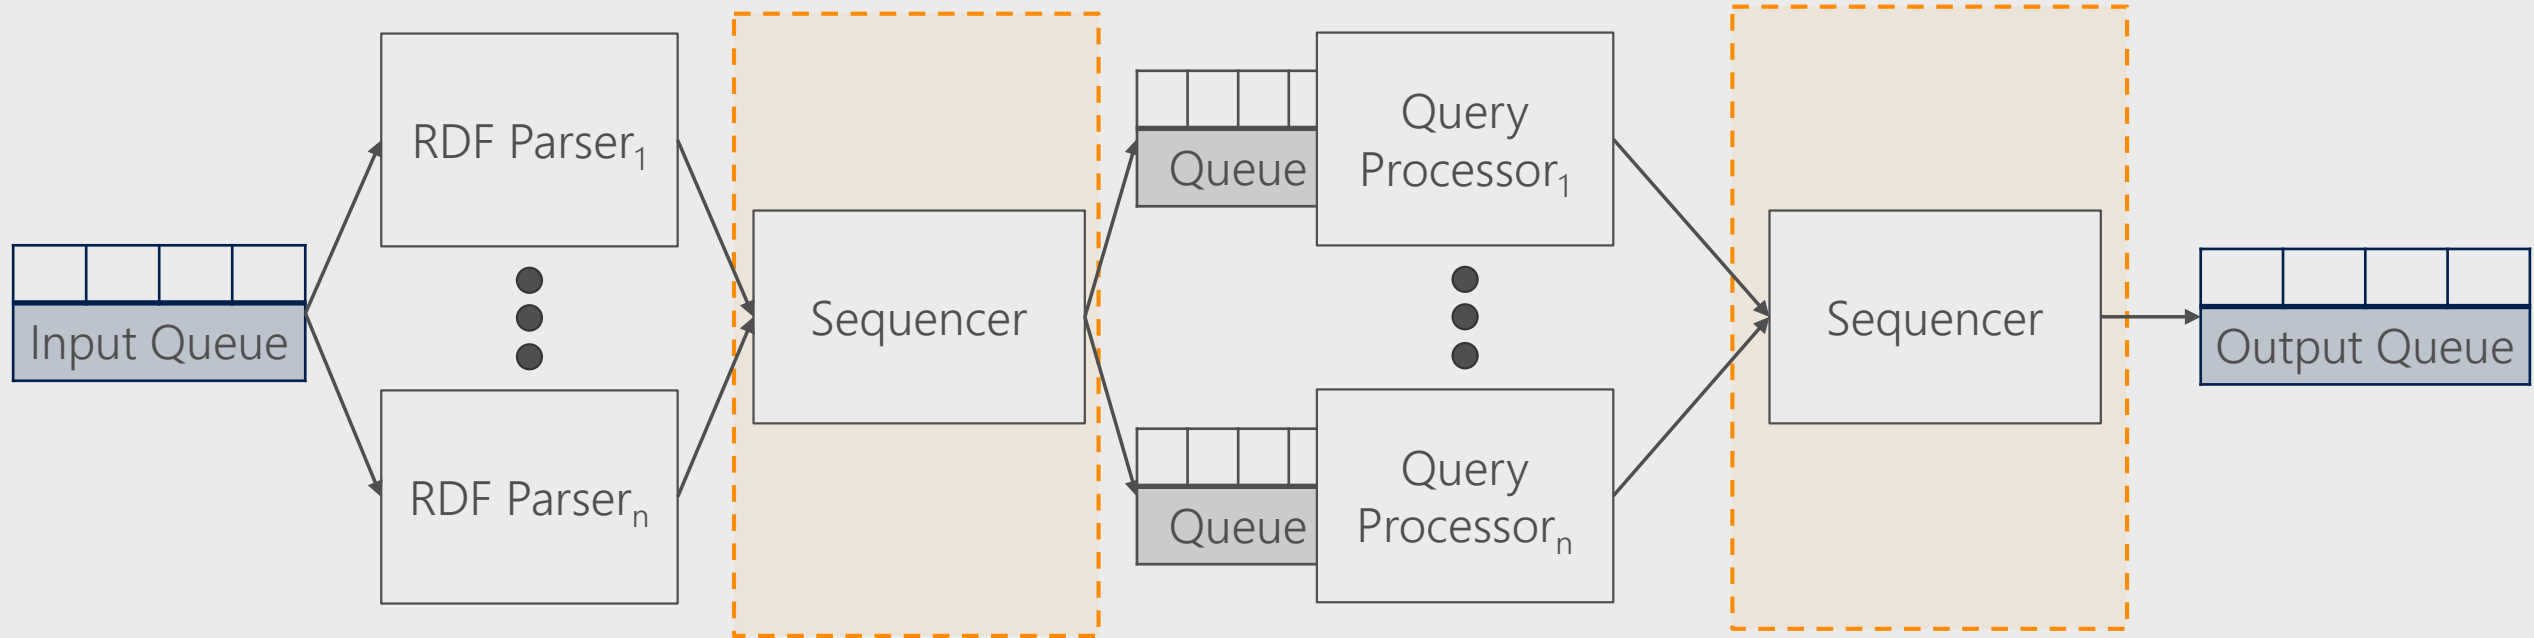 Input Queue
RDF Parser₁
RDF Parserₙ
Sequencer
Queue
Query
Processor₁
Queue
Query
Processorₙ
Sequencer
Output Queue